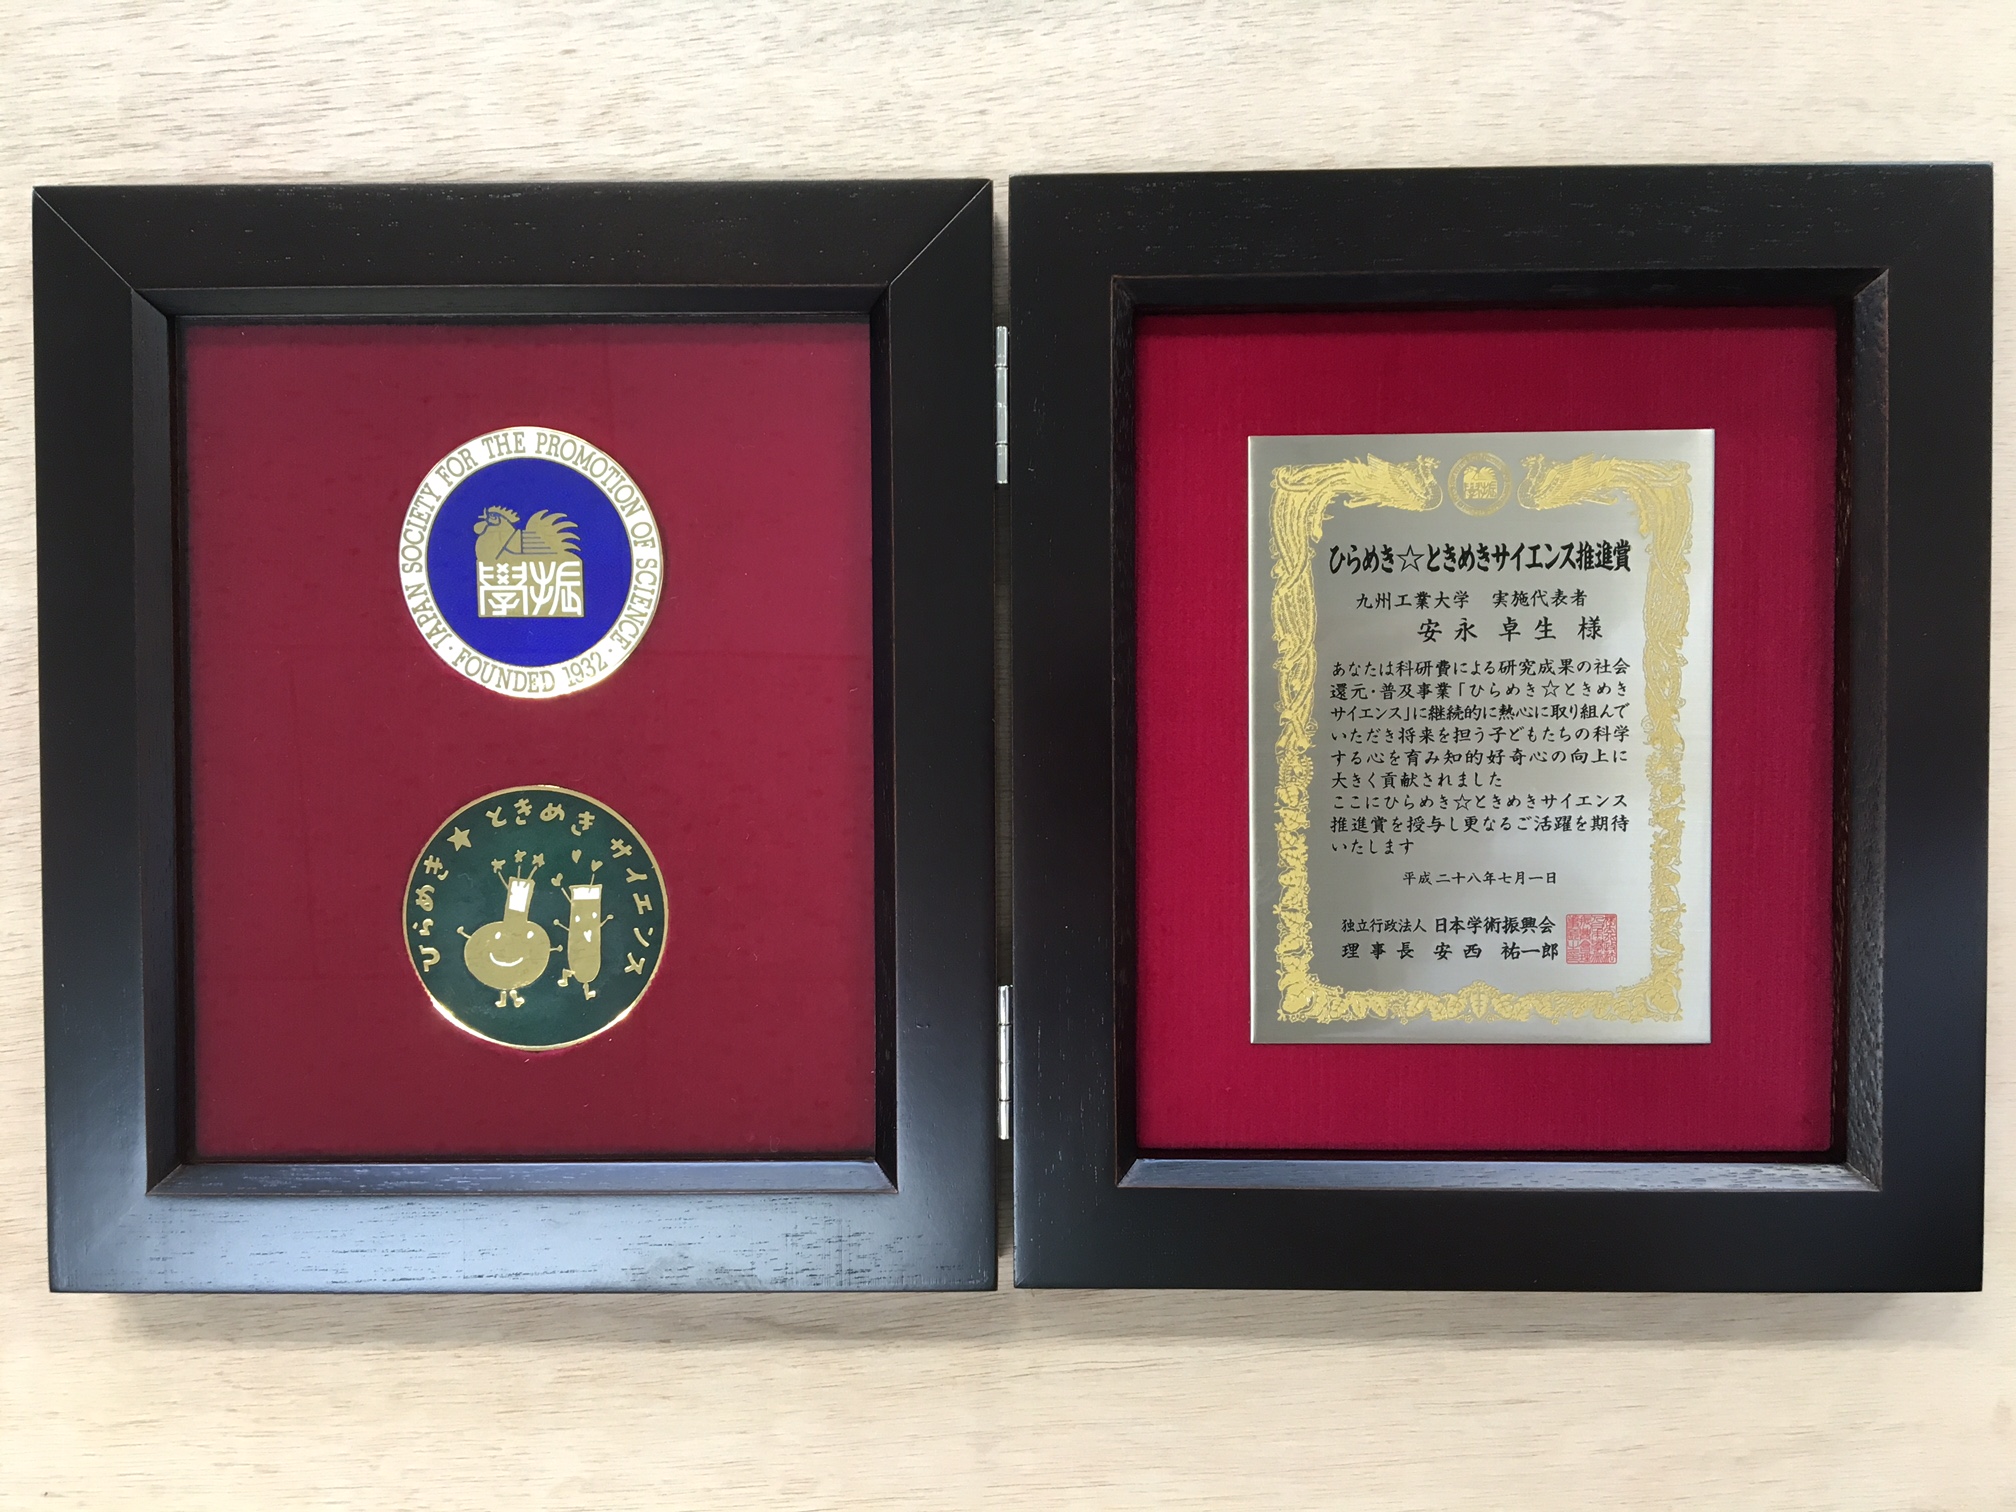 JAPAN SOCIETY FOR THE PROMOTION OF SCIENCE
・FOUNDED 1932・
學振
ひらめき★ときめきサイエンス
ひらめき☆ときめきサイエンス推進賞
九州工業大学 実施代表者
安永 卓生 様
あなたは科研費による研究成果の社会
還元・普及事業「ひらめき☆ときめき
サイエンス」に継続的に熱心に取り組んで
いただき将来を担う子どもたちの科学
する心を育み知的好奇心の向上に
大きく貢献されました
ここにひらめき☆ときめきサイエンス
推進賞を授与し更なるご活躍を期待
いたします
平成二十八年七月一日
独立行政法人 日本学術振興会
理事長 安西 祐一郎